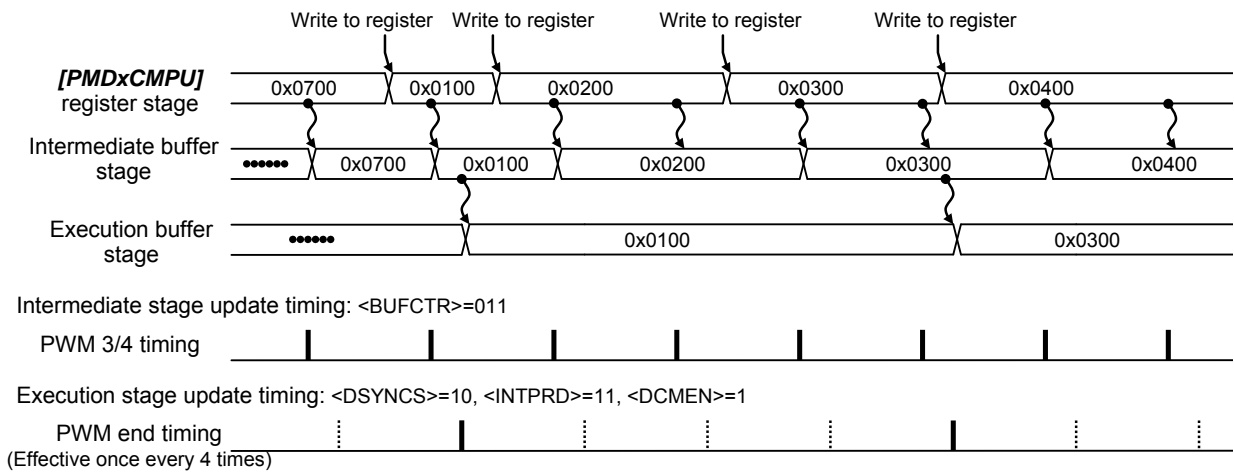 Write to register Write to register Write to register Write to register
[PMDxCMPU]
register stage
0x0700 0x0100 0x0200 0x0300 0x0400
Intermediate buffer
stage
0x0700 0x0100 0x0200 0x0300 0x0400
Execution buffer
stage
0x0100 0x0300
Intermediate stage update timing: <BUFCTR>=011
PWM 3/4 timing
Execution stage update timing: <DSYNCS>=10, <INTPRD>=11, <DCMEN>=1
PWM end timing
(Effective once every 4 times)